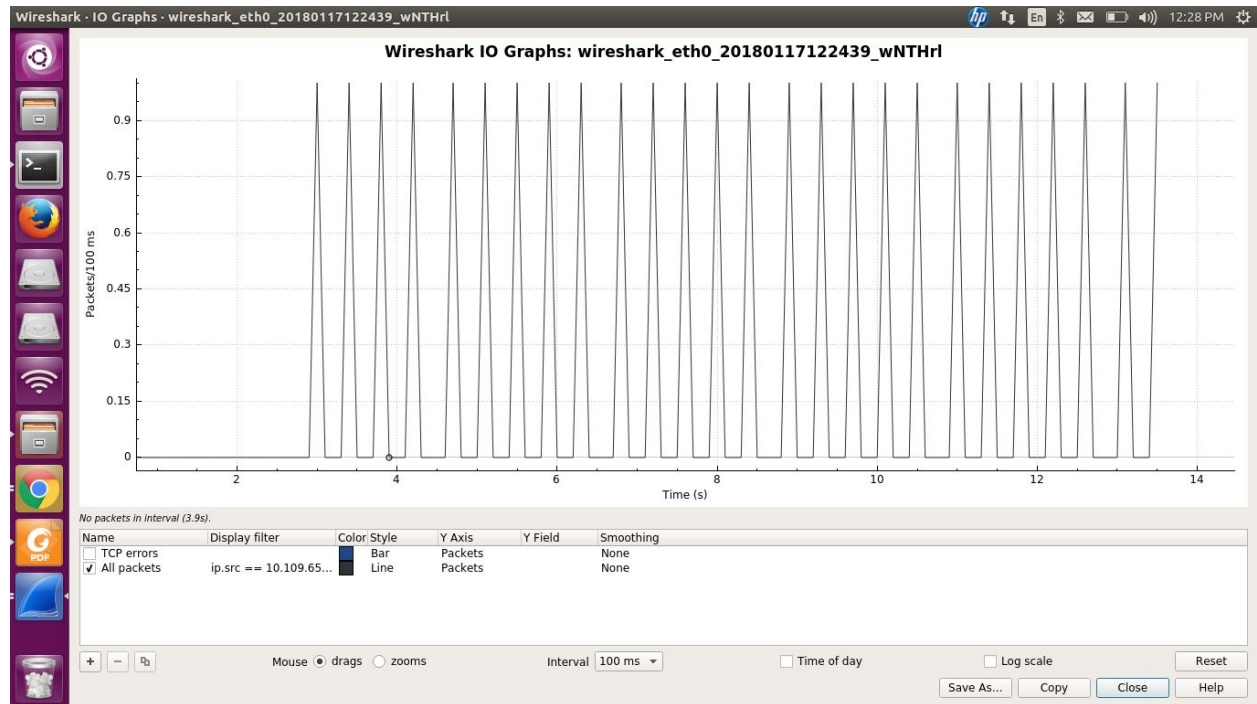 Wireshark · IO Graphs · wireshark_eth0_20180117122439_wNTHrl
En 12:28 PM
Wireshark IO Graphs: wireshark_eth0_20180117122439_wNTHrl
Packets/100 ms
0.9
0.75
0.6
0.45
0.3
0.15
0
2 4 6 8 10 12 14
Time (s)
No packets in interval (3.9s).
Name Display filter Color Style Y Axis Y Field Smoothing
TCP errors Bar Packets None
All packets ip.src == 10.109.65... Line Packets None
Mouse drags zooms Interval 100 ms Time of day Log scale Reset
Save As... Copy Close Help
hp
>_
PDF